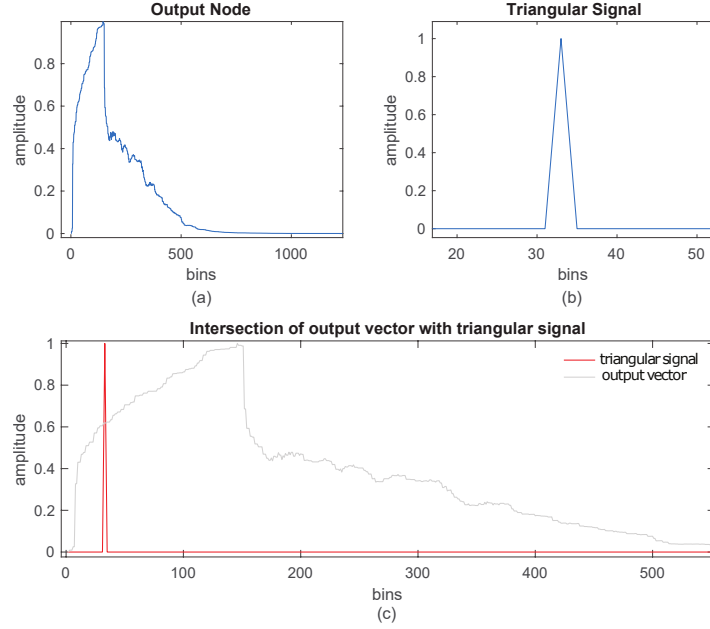 Output Node
amplitude
0
0.2
0.4
0.6
0.8
0
500
1000
bins
(a)
Triangular Signal
amplitude
0
0.2
0.4
0.6
0.8
1
20
30
40
50
bins
(b)
Intersection of output vector with triangular signal
amplitude
0
0.2
0.4
0.6
0.8
1
triangular signal
output vector
0
100
200
300
400
500
bins
(c)